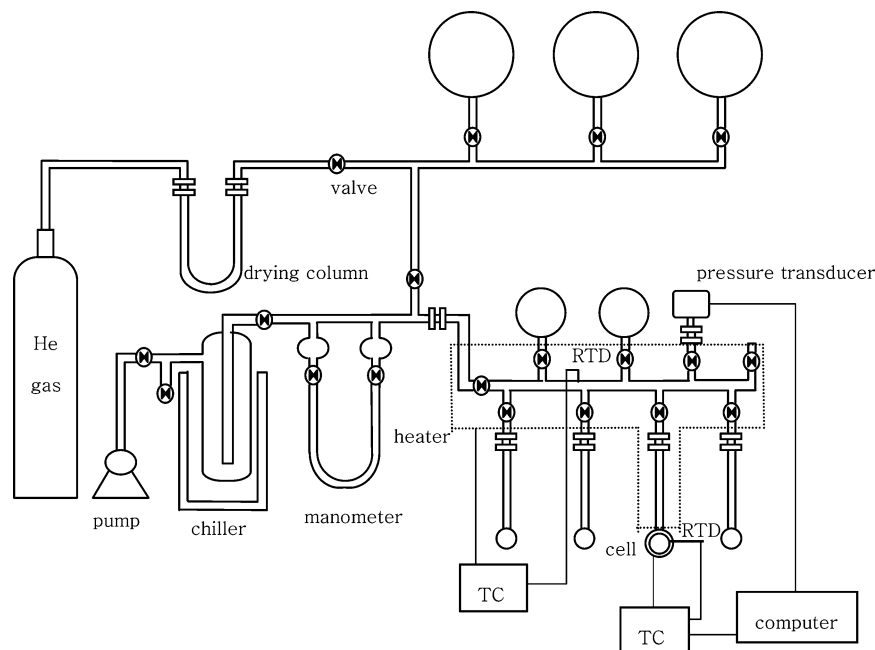 valve
drying column
pressure transducer
He
gas
RTD
heater
pump
chiller
manometer
cell
RTD
TC
TC
computer